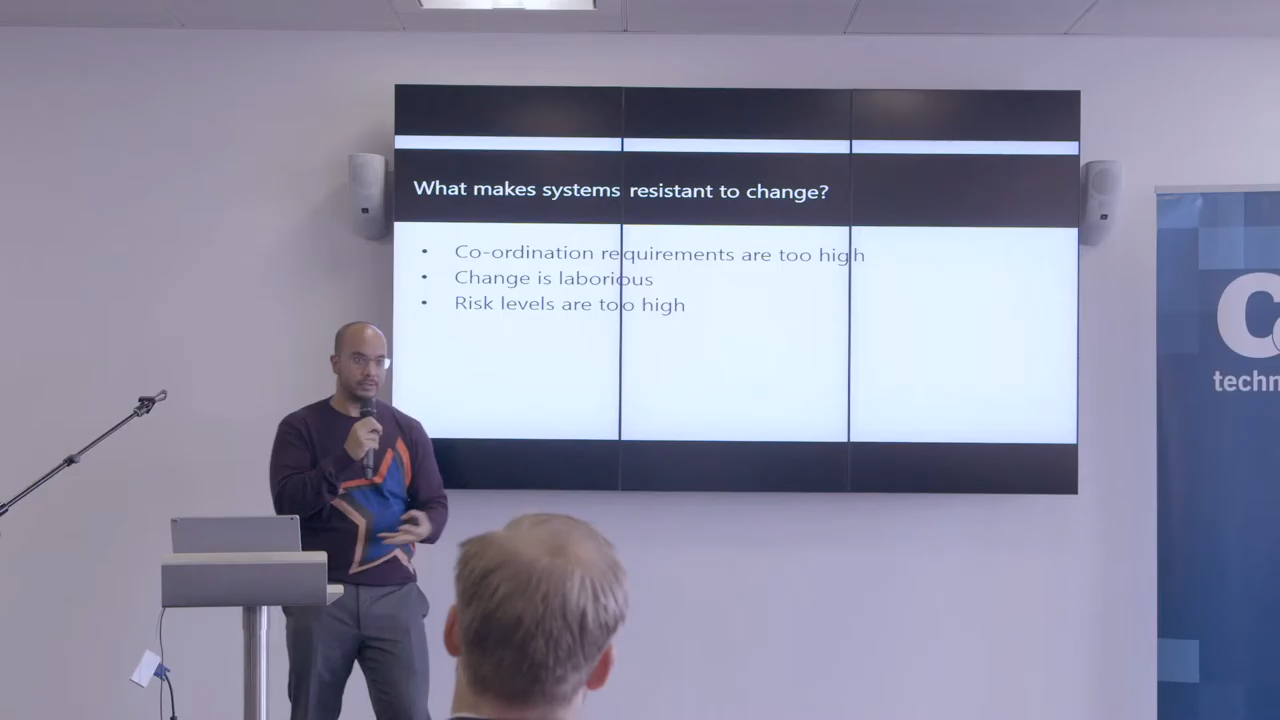 What makes systems resistant to change?
• Co-ordination requirements are too high
• Change is laborious
• Risk levels are too high
techn